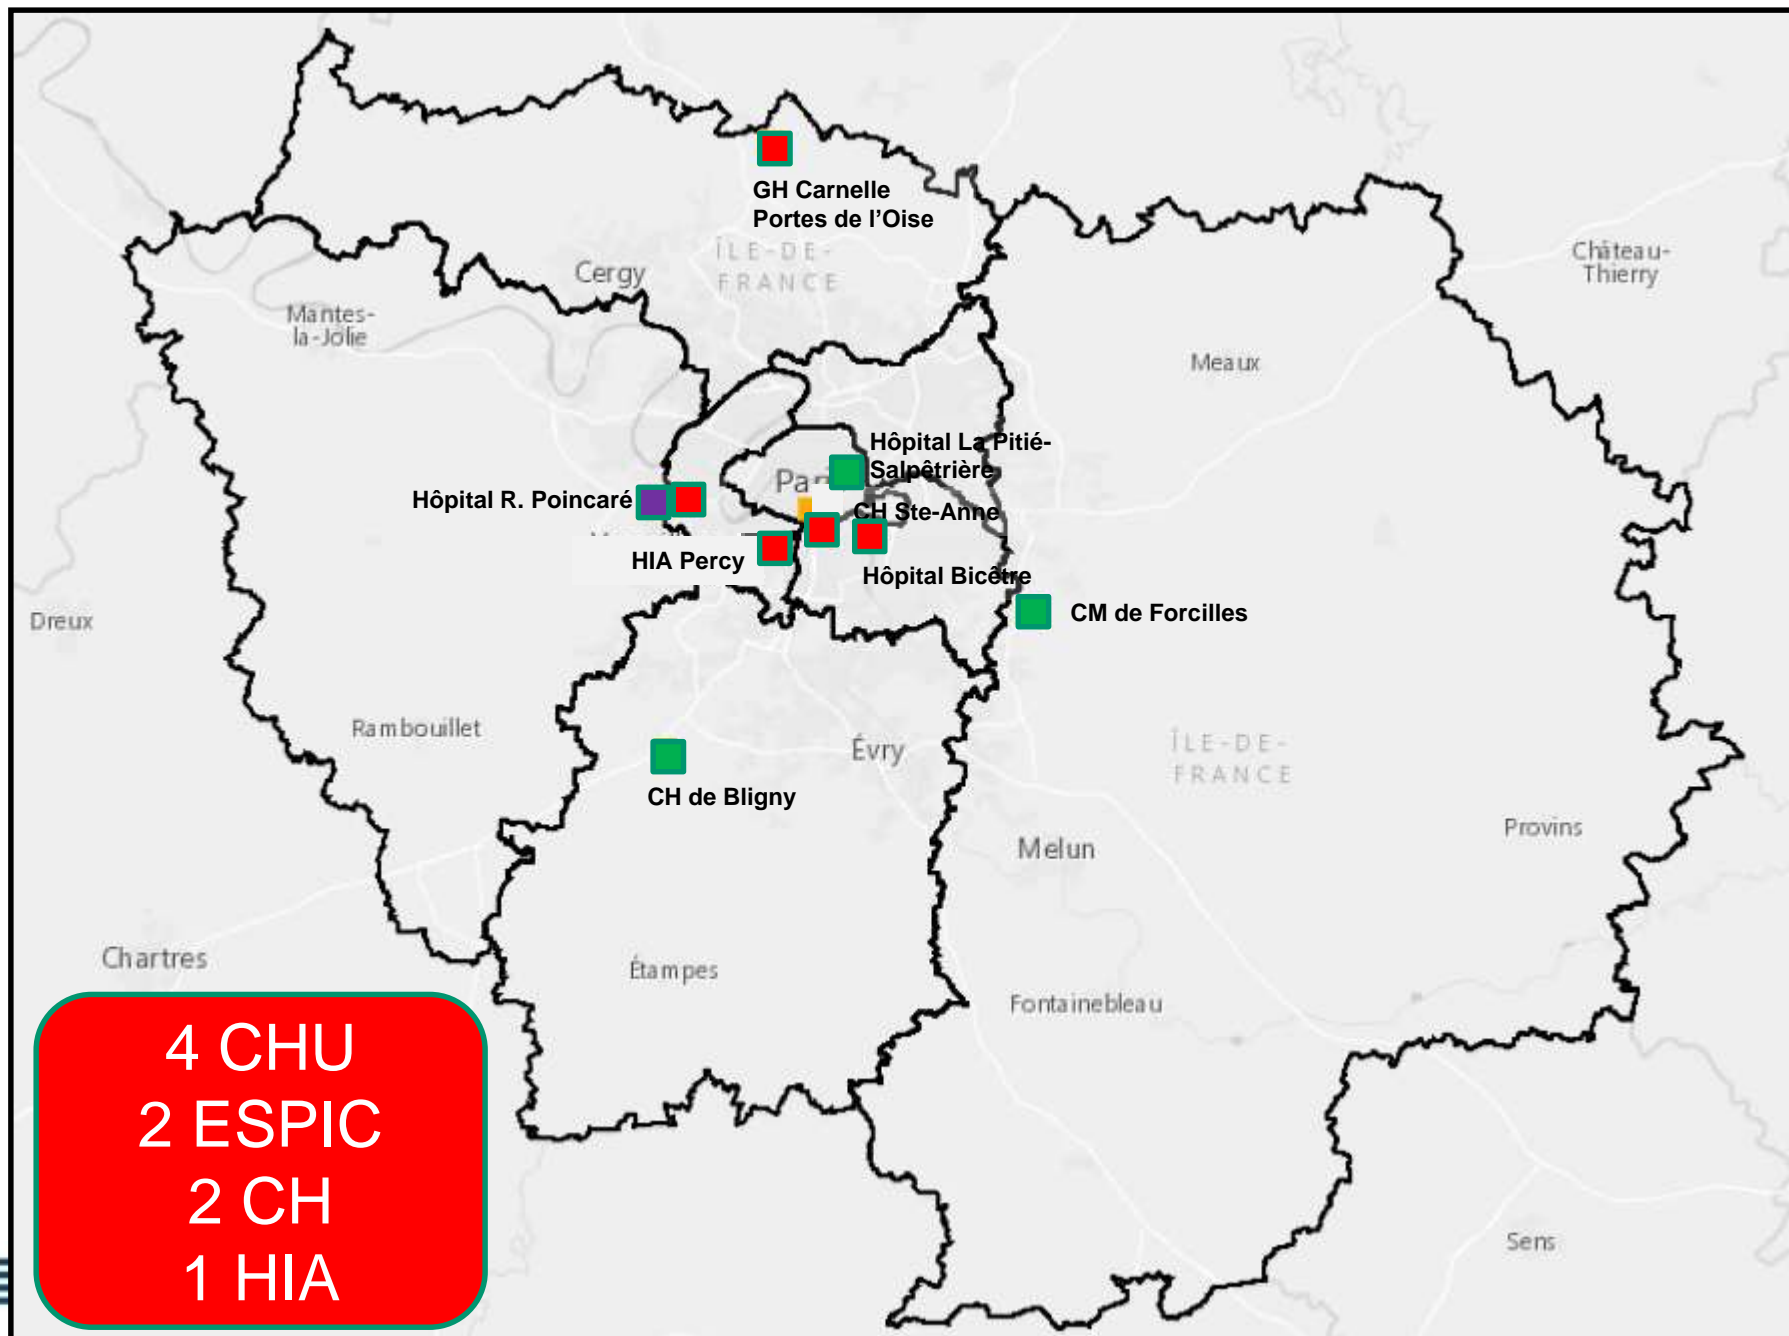 GH Carnelle
Portes de l’Oise
ÎLE-DE-
FRANCE
Cergy
Château-
Thierry
Mantes-
la-Jolie
Meaux
Hôpital La Pitié-
Salpêtrière
Hôpital R. Poincaré
CH Ste-Anne
HIA Percy
Hôpital Bicêtre
CM de Forcilles
Dreux
Rambouillet
Évry
ÎLE-DE-
FRANCE
CH de Bligny
Provins
Melun
Chartres
Étampes
Fontainebleau
4 CHU
2 ESPIC
2 CH
1 HIA
Sens